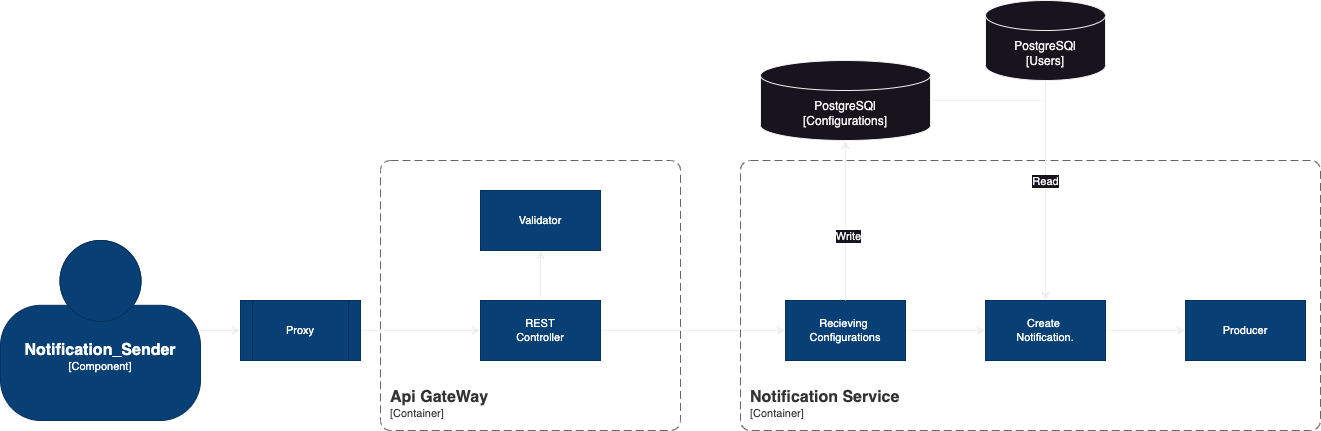 PostgreSQl
[Users]
PostgreSQl
[Configurations]
Read
Validator
Write
Notification_Sender
[Component]
Proxy
REST
Controller
Recieving
Configurations
Create
Notification.
Producer
Api GateWay
[Container]
Notification Service
[Container]